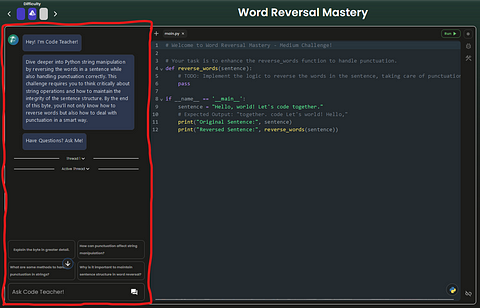 Difficulty
Word Reversal Mastery
Hey! I'm Code Teacher!
Dive deeper into Python string manipulation
by reversing the words in a sentence while
also handling punctuation correctly. This
challenge requires you to think critically about
string operations and how to maintain the
integrity of the sentence structure. By the end
of this byte, you'll not only know how to
reverse words but also how to deal with
punctuation in a smart way.
Have Questions? Ask Me!
Thread 1
Active Thread
Explain the byte in greater detail.
How can punctuation affect string
manipulation?
What are some methods to
punctuation in strings?
Why is it important to maintain
sentence structure in word reversal?
Ask Code Teacher!
main.py ×
Run
1 # Welcome to Word Reversal Mastery - Medium Challenge!
2
3 # Your task is to enhance the reverse_words function to handle punctuation.
4 def reverse_words(sentence):
5 # TODO: Implement the logic to reverse the words in the sentence, taking care of punctuation
6 pass
7
8 if __name__ == '__main__':
9 sentence = "Hello, world! Let's code together."
10 # Expected Output: "together. code Let's world! Hello,"
11 print("Original Sentence:", sentence)
12 print("Reversed Sentence:", reverse_words(sentence))